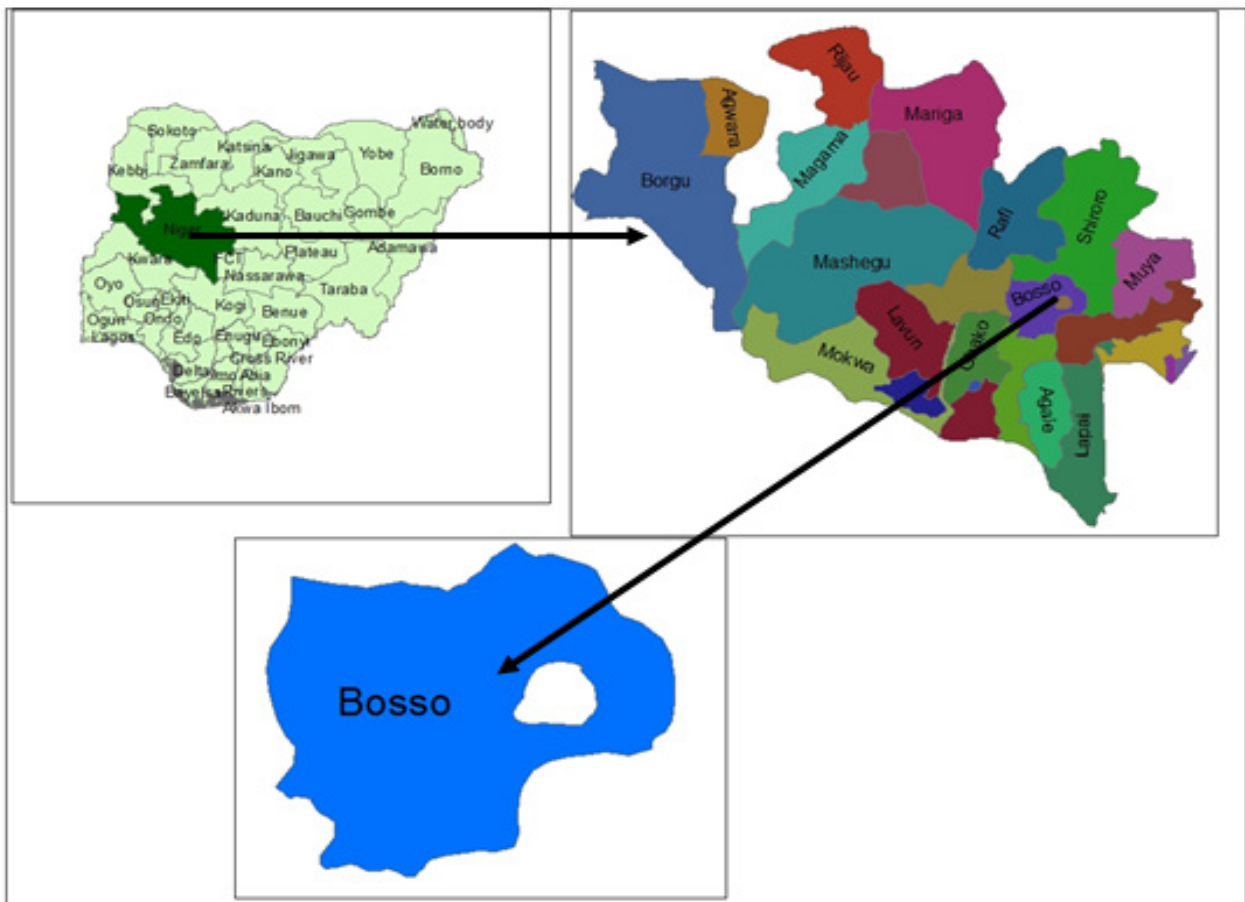 Water body
Sokoto
Katsina
Jigawa
Yobe
Borno
Kebbi
Zamfara
Kano
Kaduna
Bauchi
Gombe
Niger
Adamawa
Plateau
Kwara
FCT
Nassarawa
Taraba
Oyo
Osun
Ekiti
Kogi
Benue
Ogun
Ondo
Lagos
Edo
Enugu
Ebonyi
Cross River
Delta
Imo
Abia
Bayelsa
Rivers
Akwa Ibom
Rijau
Agwara
Mariga
Magama
Borgu
Rafi
Shiroro
Mashegu
Muya
Bosso
Lavun
Mokwa
Agaie
Lapai
Bosso